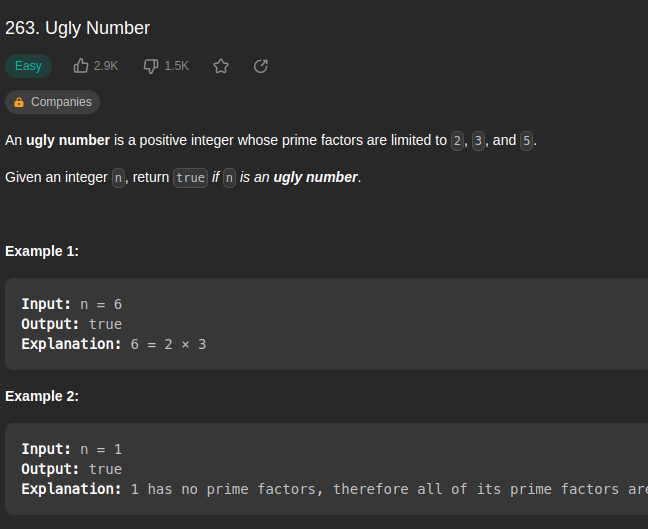 263. Ugly Number
Easy 2.9K 1.5K
Companies
An ugly number is a positive integer whose prime factors are limited to 2, 3, and 5.
Given an integer n, return true if n is an ugly number.
Example 1:
Input: n = 6
Output: true
Explanation: 6 = 2 × 3
Example 2:
Input: n = 1
Output: true
Explanation: 1 has no prime factors, therefore all of its prime factors